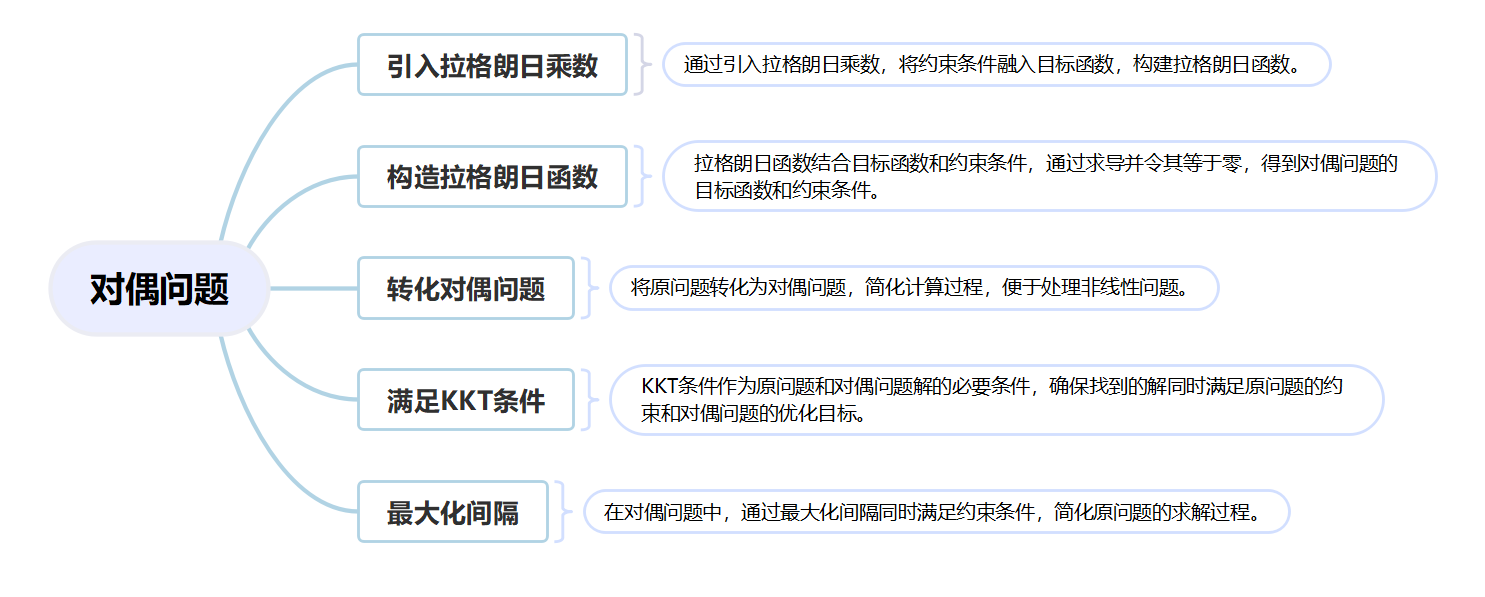 对偶问题
引入拉格朗日乘数
通过引入拉格朗日乘数，将约束条件融入目标函数，构建拉格朗日函数。
构造拉格朗日函数
拉格朗日函数结合目标函数和约束条件，通过求导并令其等于零，得到对偶问题的
目标函数和约束条件。
转化对偶问题
将原问题转化为对偶问题，简化计算过程，便于处理非线性问题。
满足KKT条件
KKT条件作为原问题和对偶问题解的必要条件，确保找到的解同时满足原问题的约
束和对偶问题的优化目标。
最大化间隔
在对偶问题中，通过最大化间隔同时满足约束条件，简化原问题的求解过程。